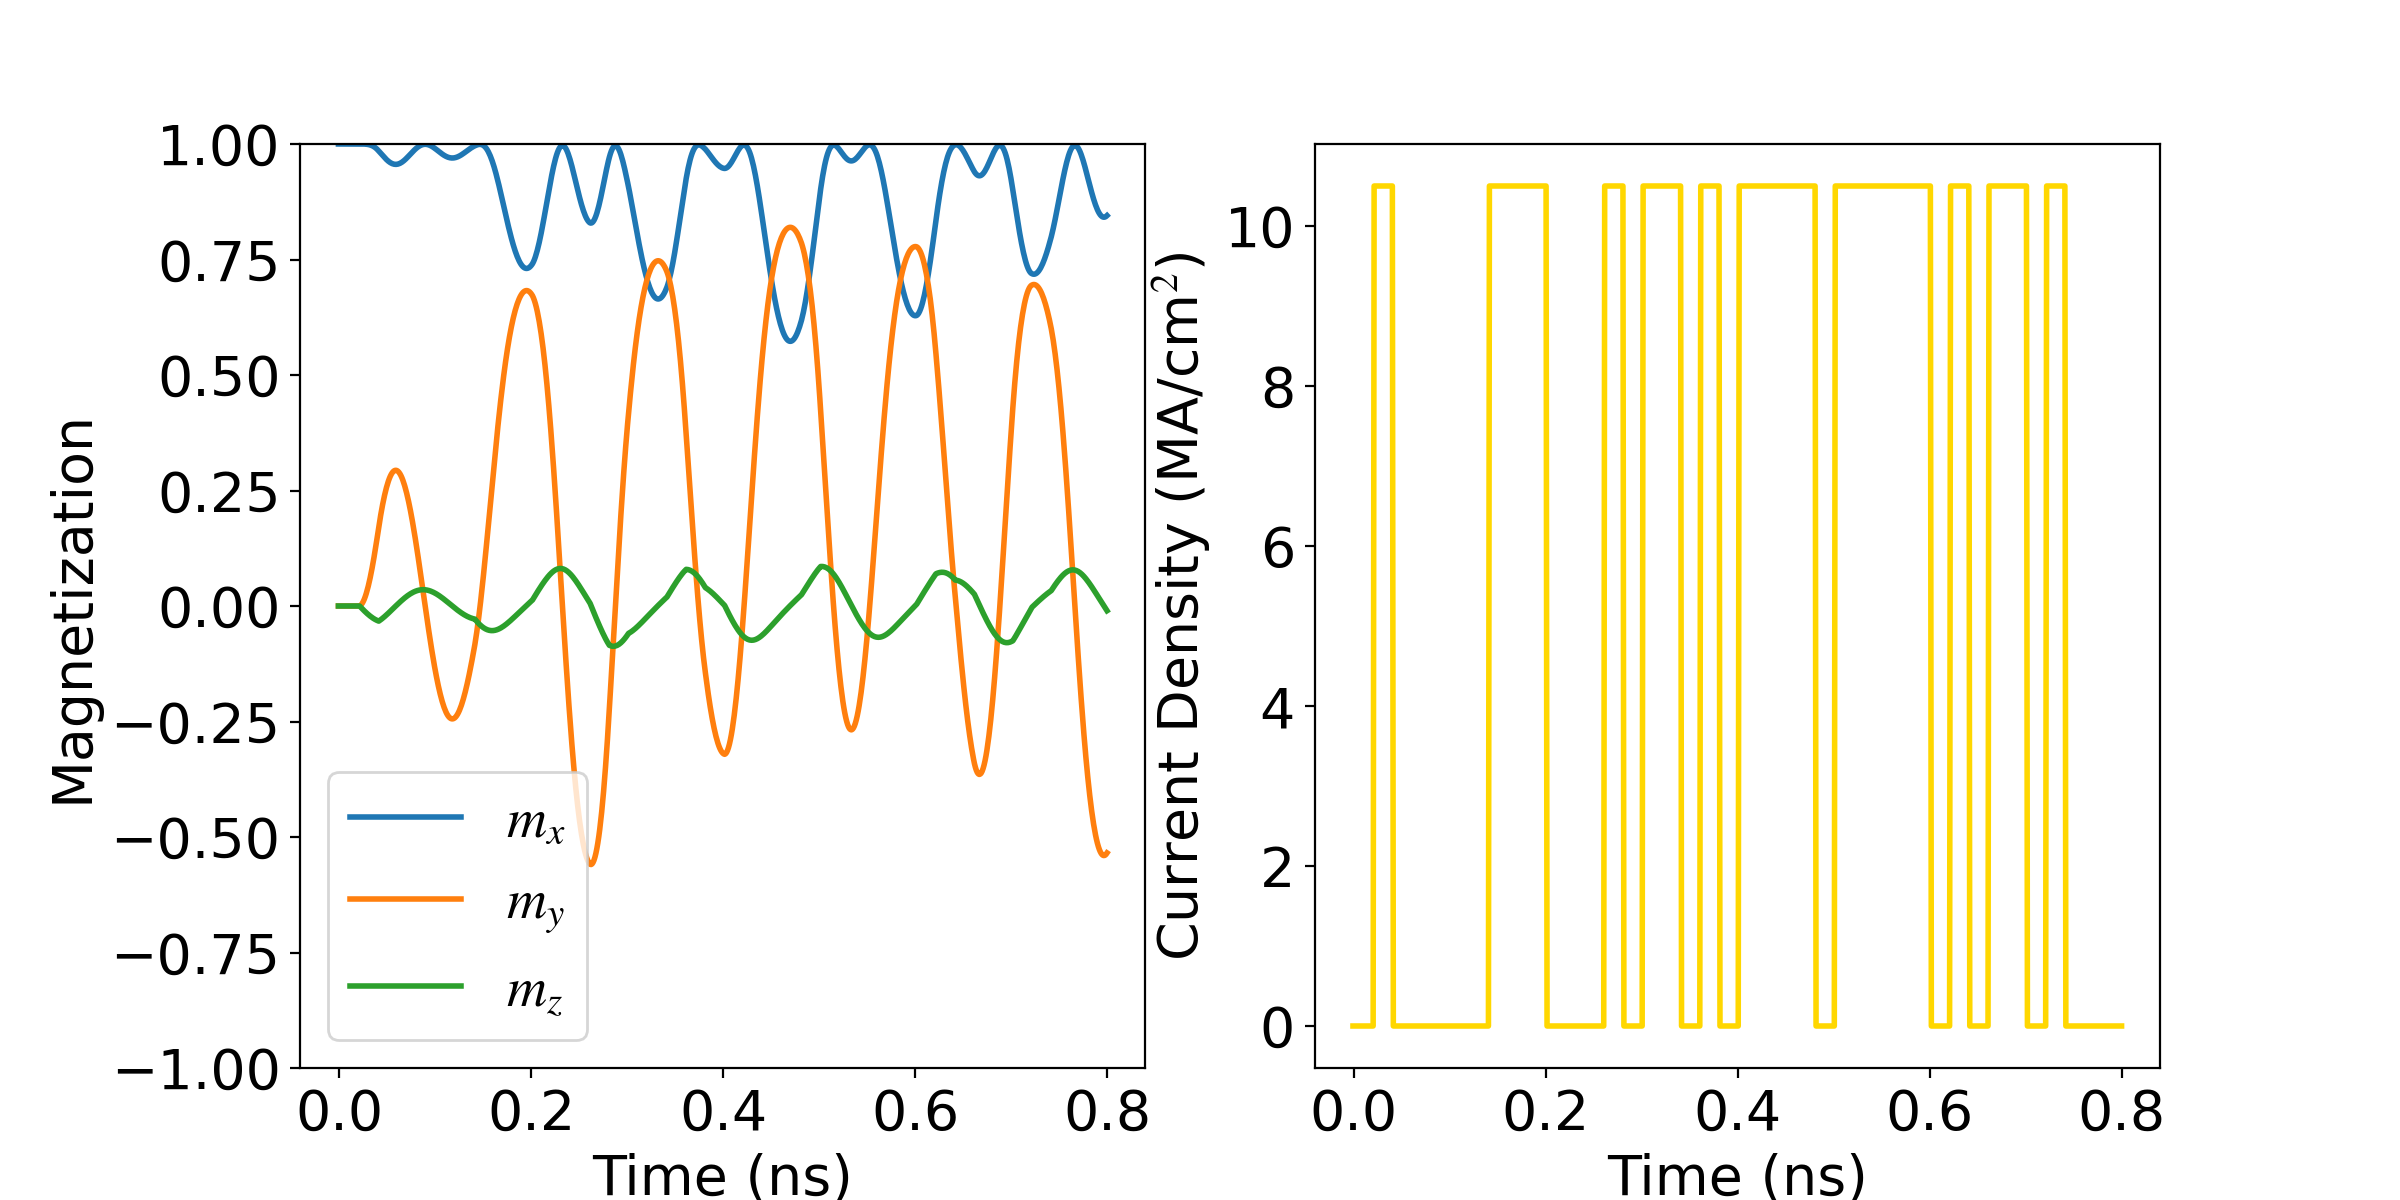 Magnetization
1.00
0.75
0.50
0.25
0.00
−0.25
−0.50
−0.75
−1.00
m_x
m_y
m_z
0.0 0.2 0.4 0.6 0.8
Time (ns)
Current Density (MA/cm²)
10
8
6
4
2
0
0.0 0.2 0.4 0.6 0.8
Time (ns)